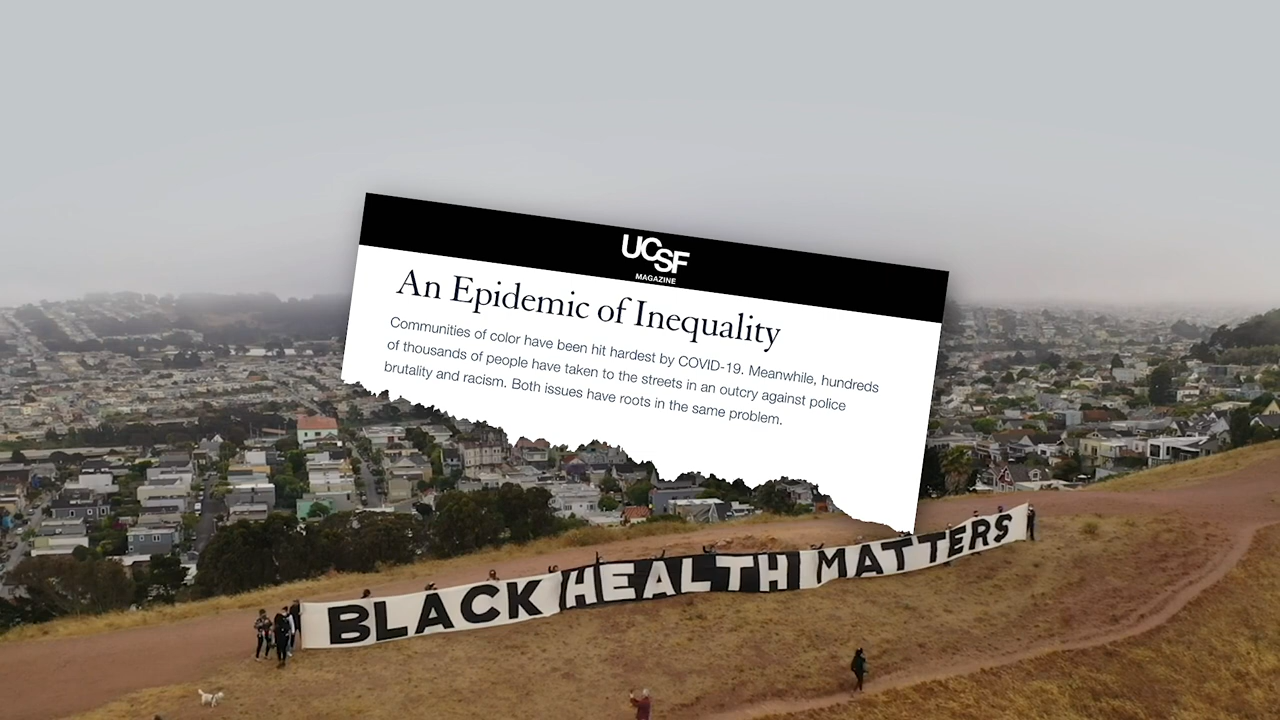 UCSF
MAGAZINE
An Epidemic of Inequality
Communities of color have been hit hardest by COVID-19. Meanwhile, hundreds
of thousands of people have taken to the streets in an outcry against police
brutality and racism. Both issues have roots in the same problem.
BLACK HEALTH MATTERS